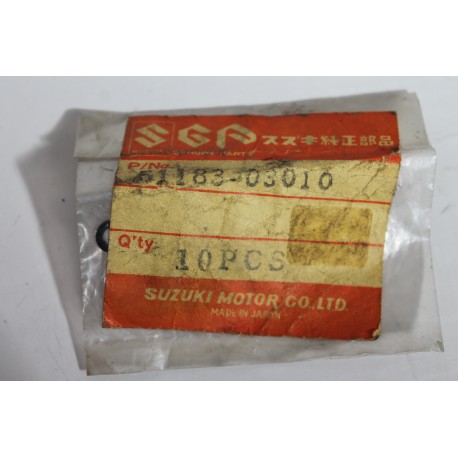 SGP スズキ純正部品
P/No.
51183-03010
Q'ty
10PCS
SUZUKI MOTOR CO.,LTD.
MADE IN JAPAN